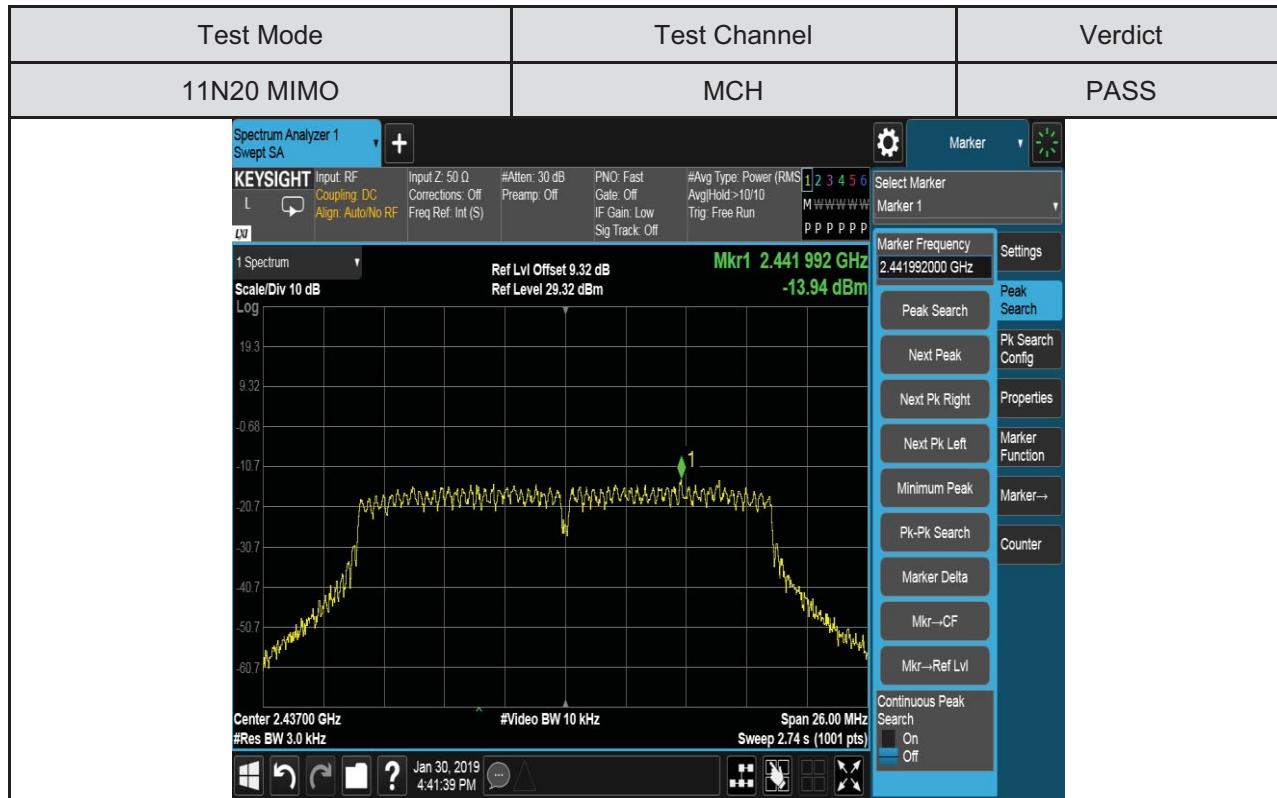 Test Mode Test Channel Verdict
11N20 MIMO MCH PASS
Spectrum Analyzer 1
Swept SA
+
Marker
KEYSIGHT Input: RF Input Z: 50 Ω #Atten: 30 dB PNO: Fast #Avg Type: Power (RMS 1 2 3 4 5 6
L Coupling: DC Corrections: Off Preamp: Off Gate: Off Avg|Hold:>10/10 M W W W W W
Align: Auto/No RF Freq Ref: Int (S) IF Gain: Low Trig: Free Run
LXI Sig Track: Off P P P P P P
Select Marker
Marker 1
1 Spectrum
Ref Lvl Offset 9.32 dB
Mkr1 2.441 992 GHz
Scale/Div 10 dB
Ref Level 29.32 dBm
-13.94 dBm
Log
19.3
9.32
-0.68
-10.7
-20.7
-30.7
-40.7
-50.7
-60.7
1
Center 2.43700 GHz
#Video BW 10 kHz
Span 26.00 MHz
#Res BW 3.0 kHz
Sweep 2.74 s (1001 pts)
Marker Frequency
2.441992000 GHz
Peak Search
Next Peak
Next Pk Right
Next Pk Left
Minimum Peak
Pk-Pk Search
Marker Delta
Mkr→CF
Mkr→Ref Lvl
Continuous Peak
Search
On
Off
Settings
Peak
Search
Pk Search
Config
Properties
Marker
Function
Marker→
Counter
?
Jan 30, 2019
4:41:39 PM